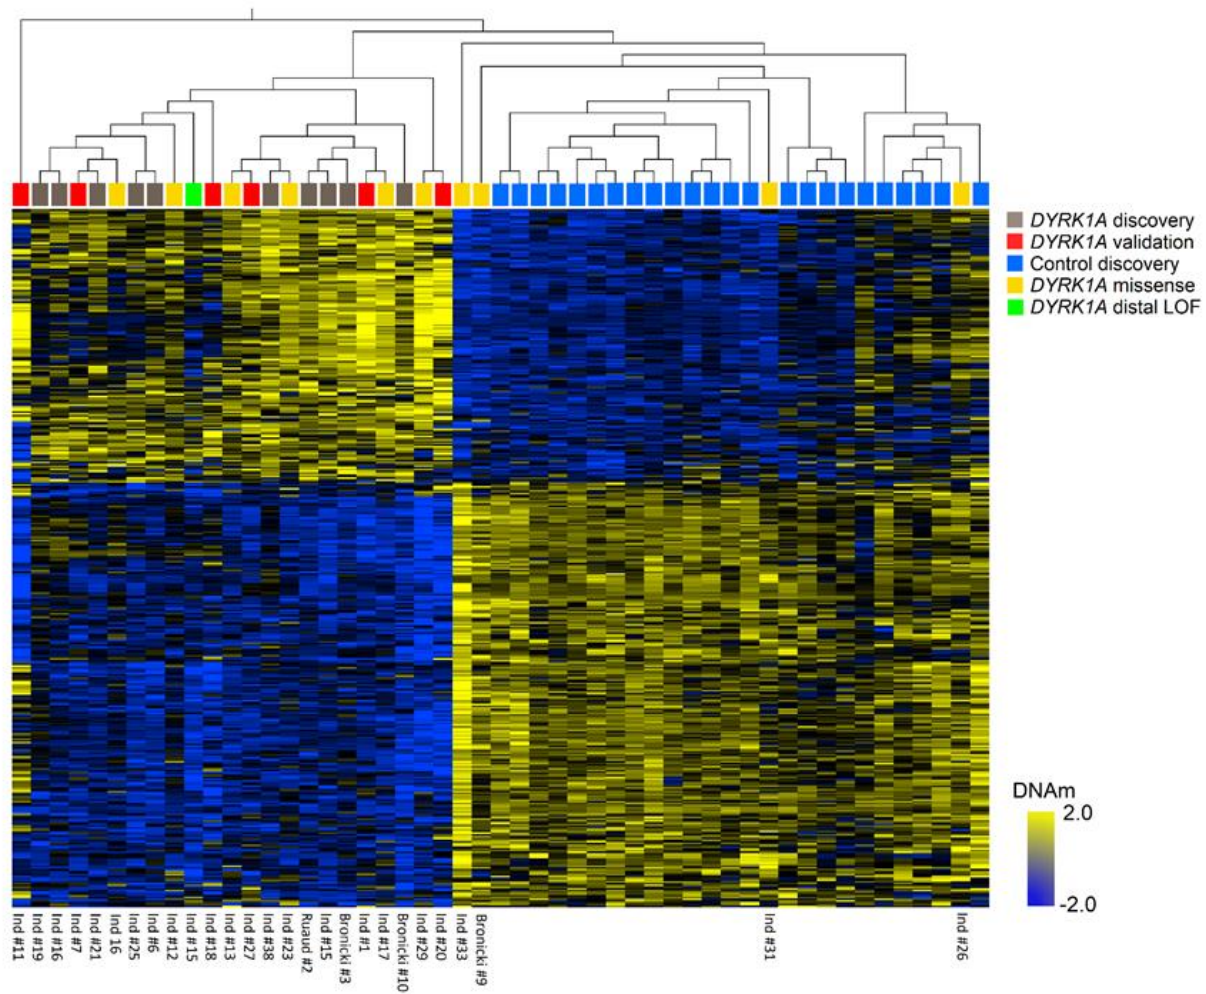 DYRK1A discovery
DYRK1A validation
Control discovery
DYRK1A missense
DYRK1A distal LOF
DNAm
2.0
-2.0
Ind #11
Ind #19
Ind #16
Ind #7
Ind #21
Ind 16
Ind #25
Ind #6
Ind #12
Ind #15
Ind #18
Ind #13
Ind #27
Ind #38
Ind #23
Ruaud #2
Ind #15
Bronicki #3
Ind #1
Ind #17
Bronicki #10
Ind #29
Ind #20
Ind #33
Bronicki #9
Ind #31
Ind #26